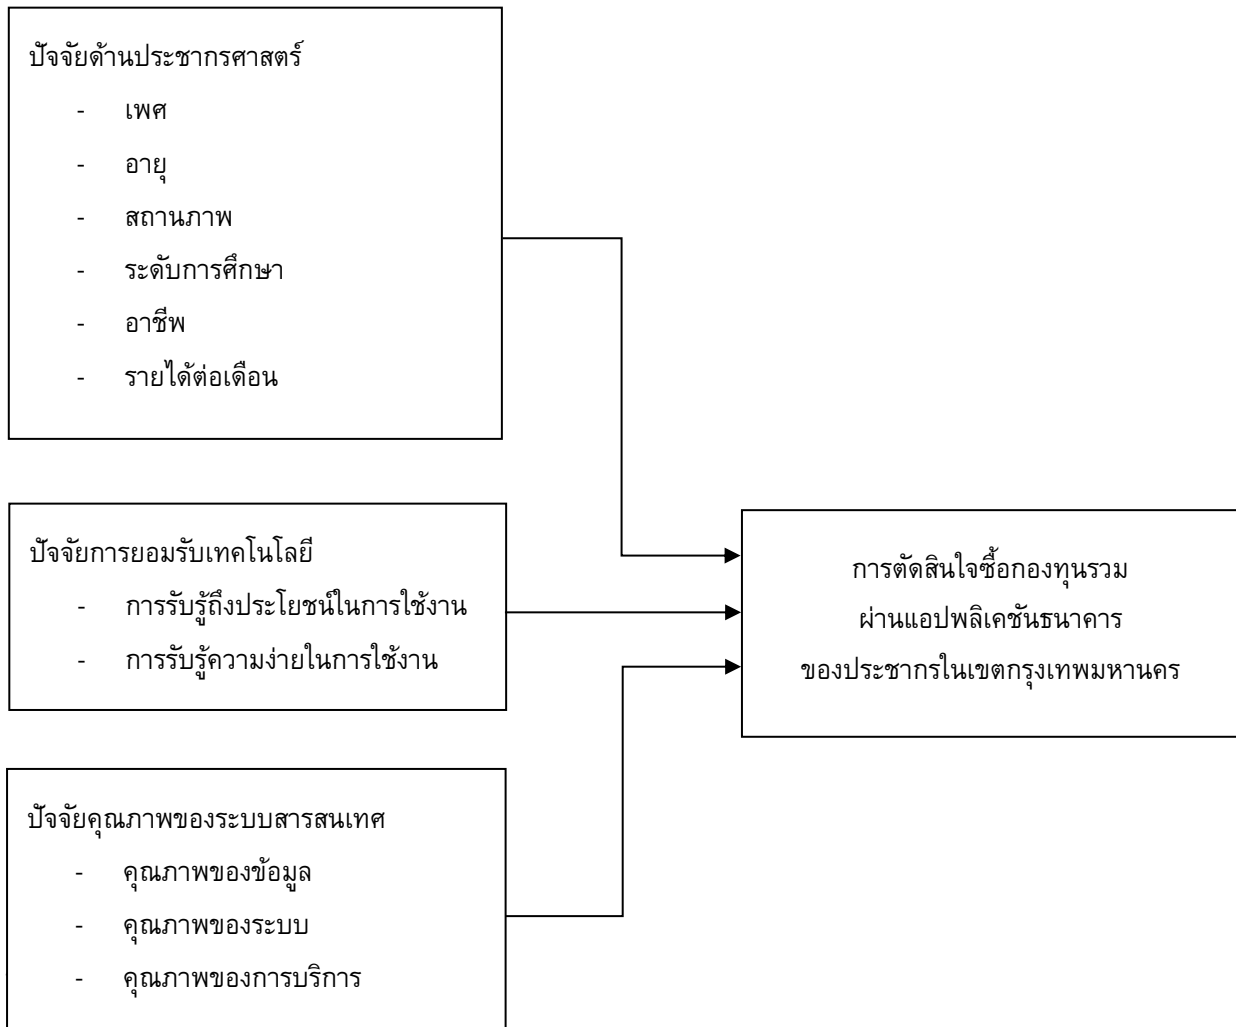 ปัจจัยด้านประชากรศาสตร์
- เพศ
- อายุ
- สถานภาพ
- ระดับการศึกษา
- อาชีพ
- รายได้ต่อเดือน
ปัจจัยการยอมรับเทคโนโลยี
- การรับรู้ถึงประโยชน์ในการใช้งาน
- การรับรู้ความง่ายในการใช้งาน
การตัดสินใจซื้อกองทุนรวม
ผ่านแอปพลิเคชันธนาคาร
ของประชากรในเขตกรุงเทพมหานคร
ปัจจัยคุณภาพของระบบสารสนเทศ
- คุณภาพของข้อมูล
- คุณภาพของระบบ
- คุณภาพของการบริการ